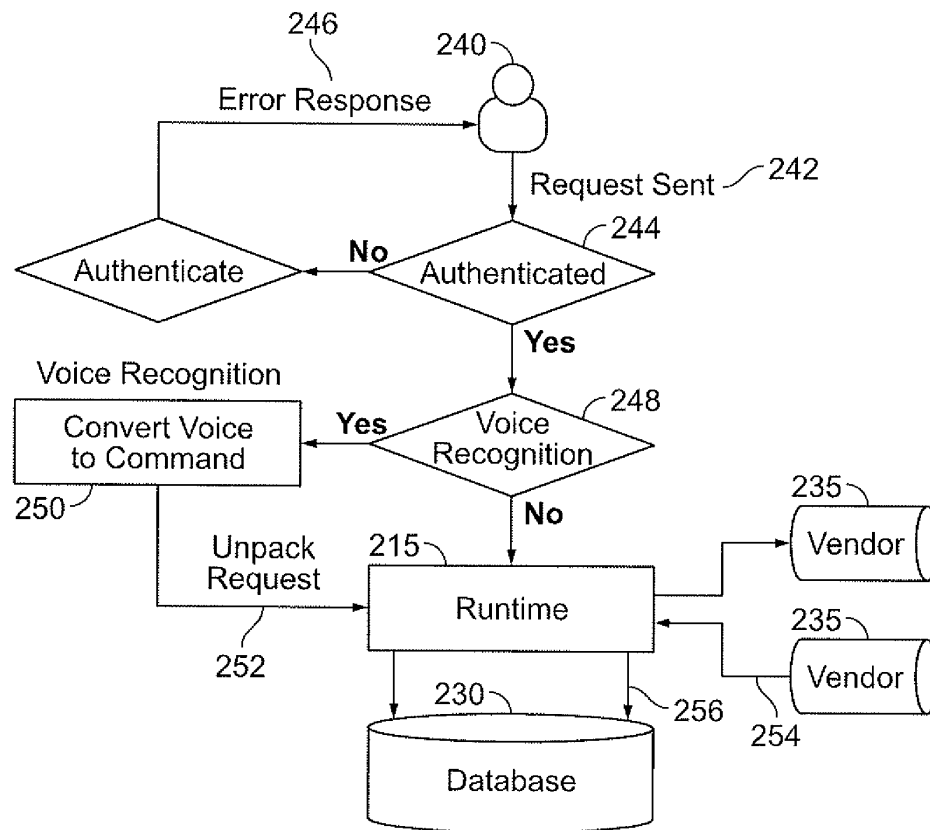 246
240
Error Response
Request Sent
242
244
Authenticate
No
Authenticated
Yes
Voice Recognition
248
Convert Voice
to Command
Yes
Voice
Recognition
250
No
235
Vendor
Unpack
Request
215
Runtime
235
Vendor
252
230
256
254
Database